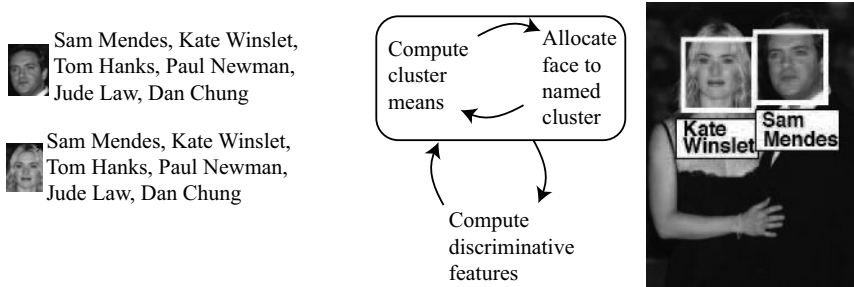 Sam Mendes, Kate Winslet,
Tom Hanks, Paul Newman,
Jude Law, Dan Chung
Sam Mendes, Kate Winslet,
Tom Hanks, Paul Newman,
Jude Law, Dan Chung
Compute
cluster
means
Allocate
face to
named
cluster
Compute
discriminative
features
Kate
Winslet
Sam
Mendes